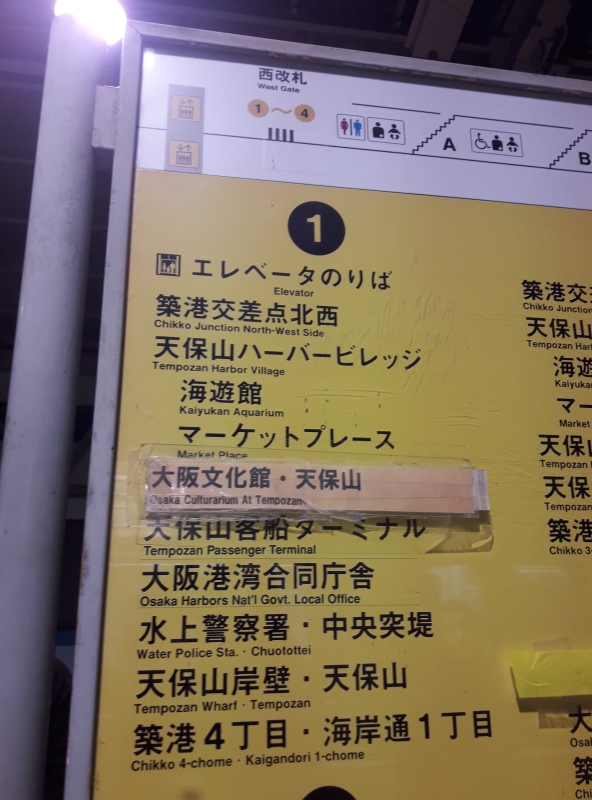 西改札
West Gate
1 ～ 4
A
B
1
エレベータのりば
Elevator
築港交差点北西
Chikko Junction North-West Side
天保山ハーバービレッジ
Tempozan Harbor Village
海遊館
Kaiyukan Aquarium
マーケットプレース
Market Place
大阪文化館・天保山
Osaka Culturarium At Tempozan
天保山客船ターミナル
Tempozan Passenger Terminal
大阪港湾合同庁舎
Osaka Harbors Nat'l Govt. Local Office
水上警察署・中央突堤
Water Police Sta. · Chuotottei
天保山岸壁・天保山
Tempozan Wharf · Tempozan
築港4丁目・海岸通1丁目
Chikko 4-chome · Kaigandori 1-chome
築港交
Chikko Junction
天保山
Tempozan Har
海遊
Kaiyuka
マー
Market
天保
Tempozan
天保
Tempozan
築港
Chikko 3-
大
Osa
築
Chi